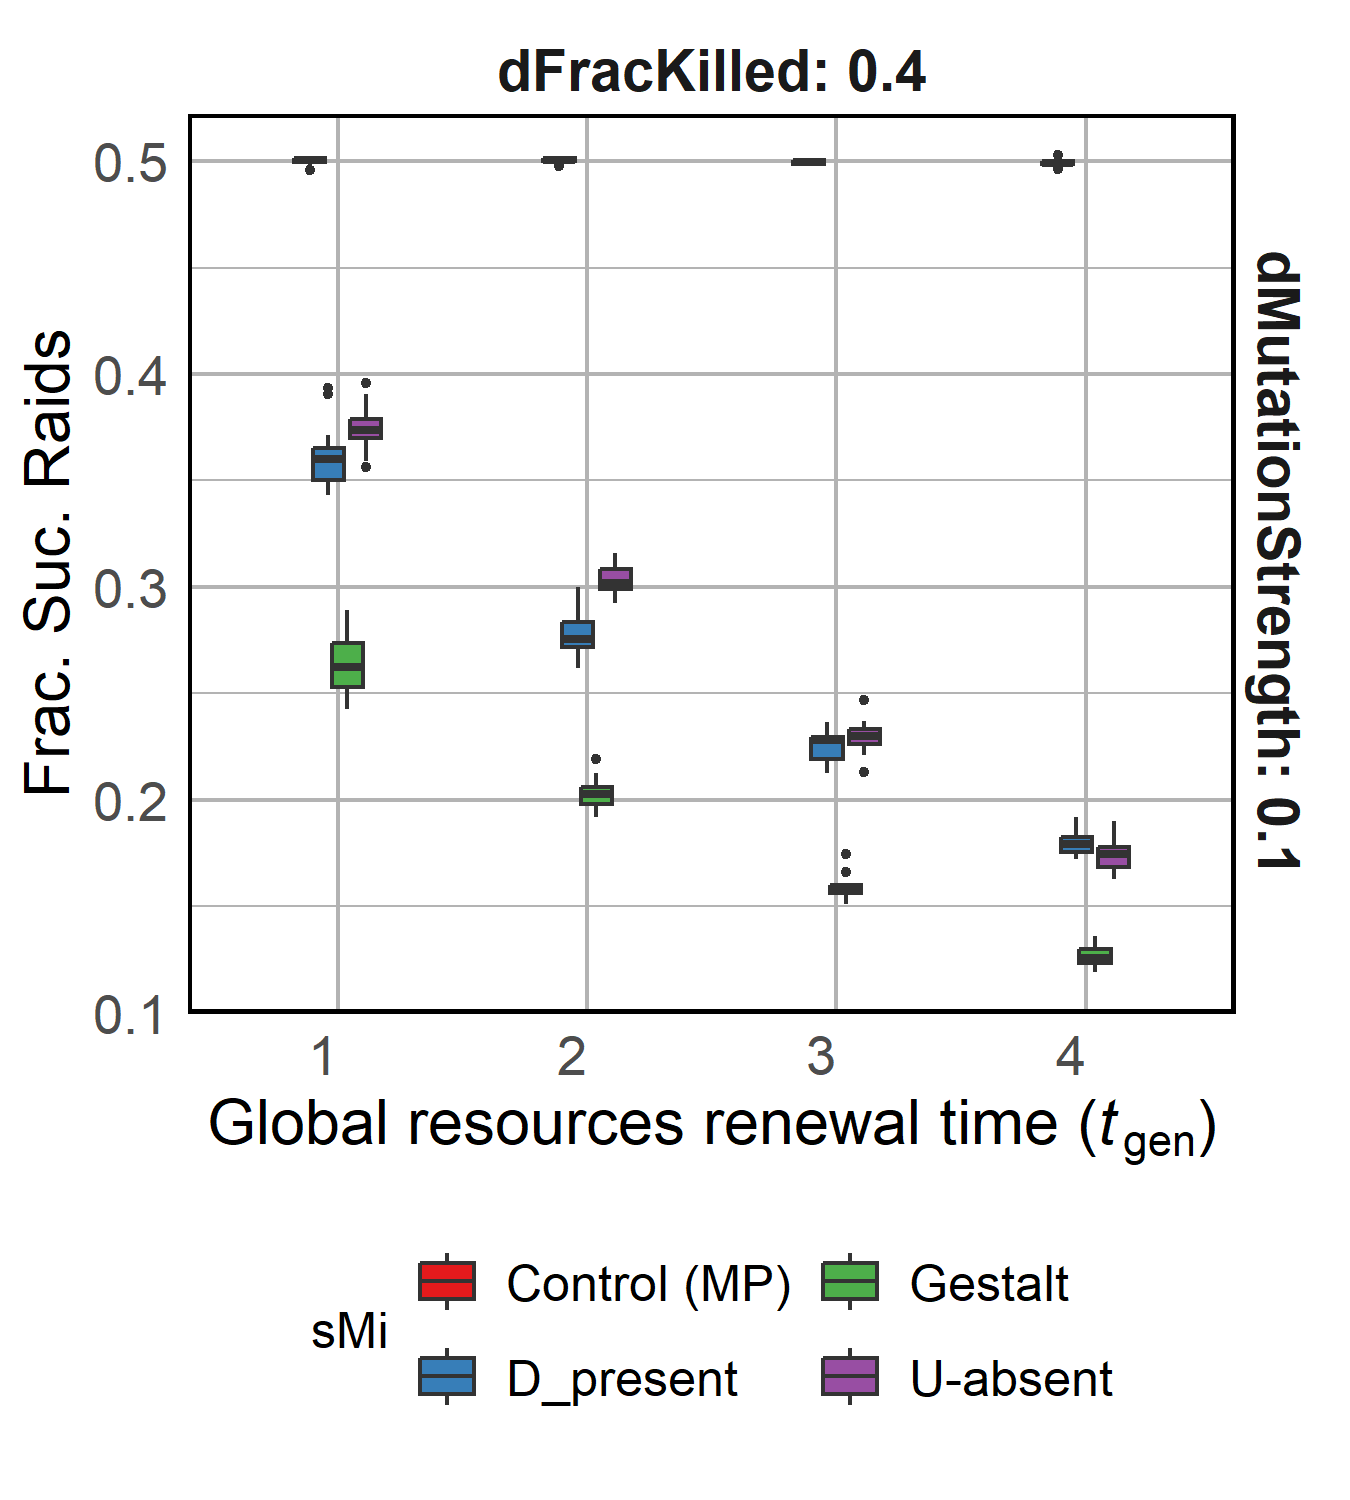 dFracKilled: 0.4
0.5
0.4
0.3
0.2
0.1
Frac. Suc. Raids
dMutationStrength: 0.1
1 2 3 4
Global resources renewal time (t gen)
sMi
Control (MP) Gestalt
D_present U-absent